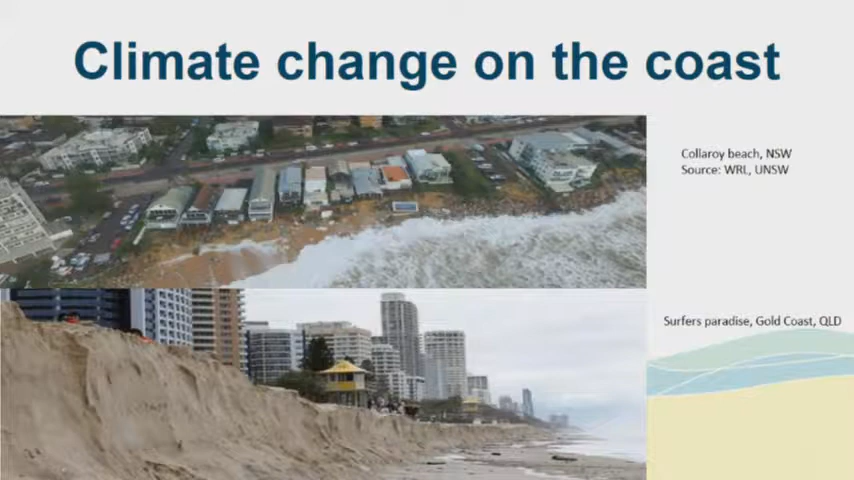 Climate change on the coast
Collaroy beach, NSW
Source: WRL, UNSW
Surfers paradise, Gold Coast, QLD